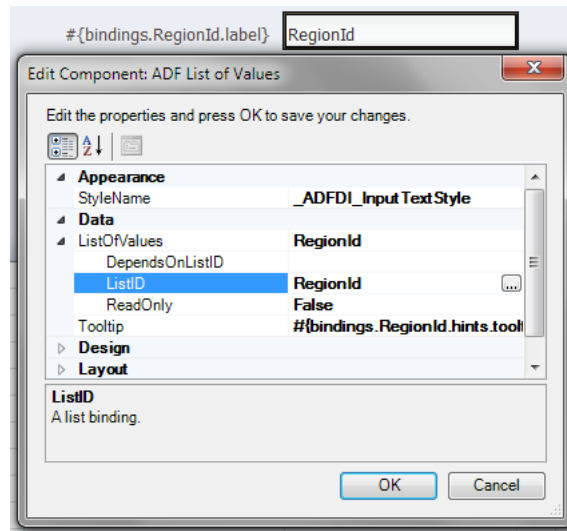 #{bindings.RegionId.label} RegionId
Edit Component: ADF List of Values
Edit the properties and press OK to save your changes.
Appearance
StyleName _ADFDI_InputTextStyle
Data
ListOfValues RegionId
DependsOnListID
ListID RegionId ...
ReadOnly False
Tooltip #{bindings.RegionId.hints.toolt
Design
Layout
ListID
A list binding.
OK Cancel